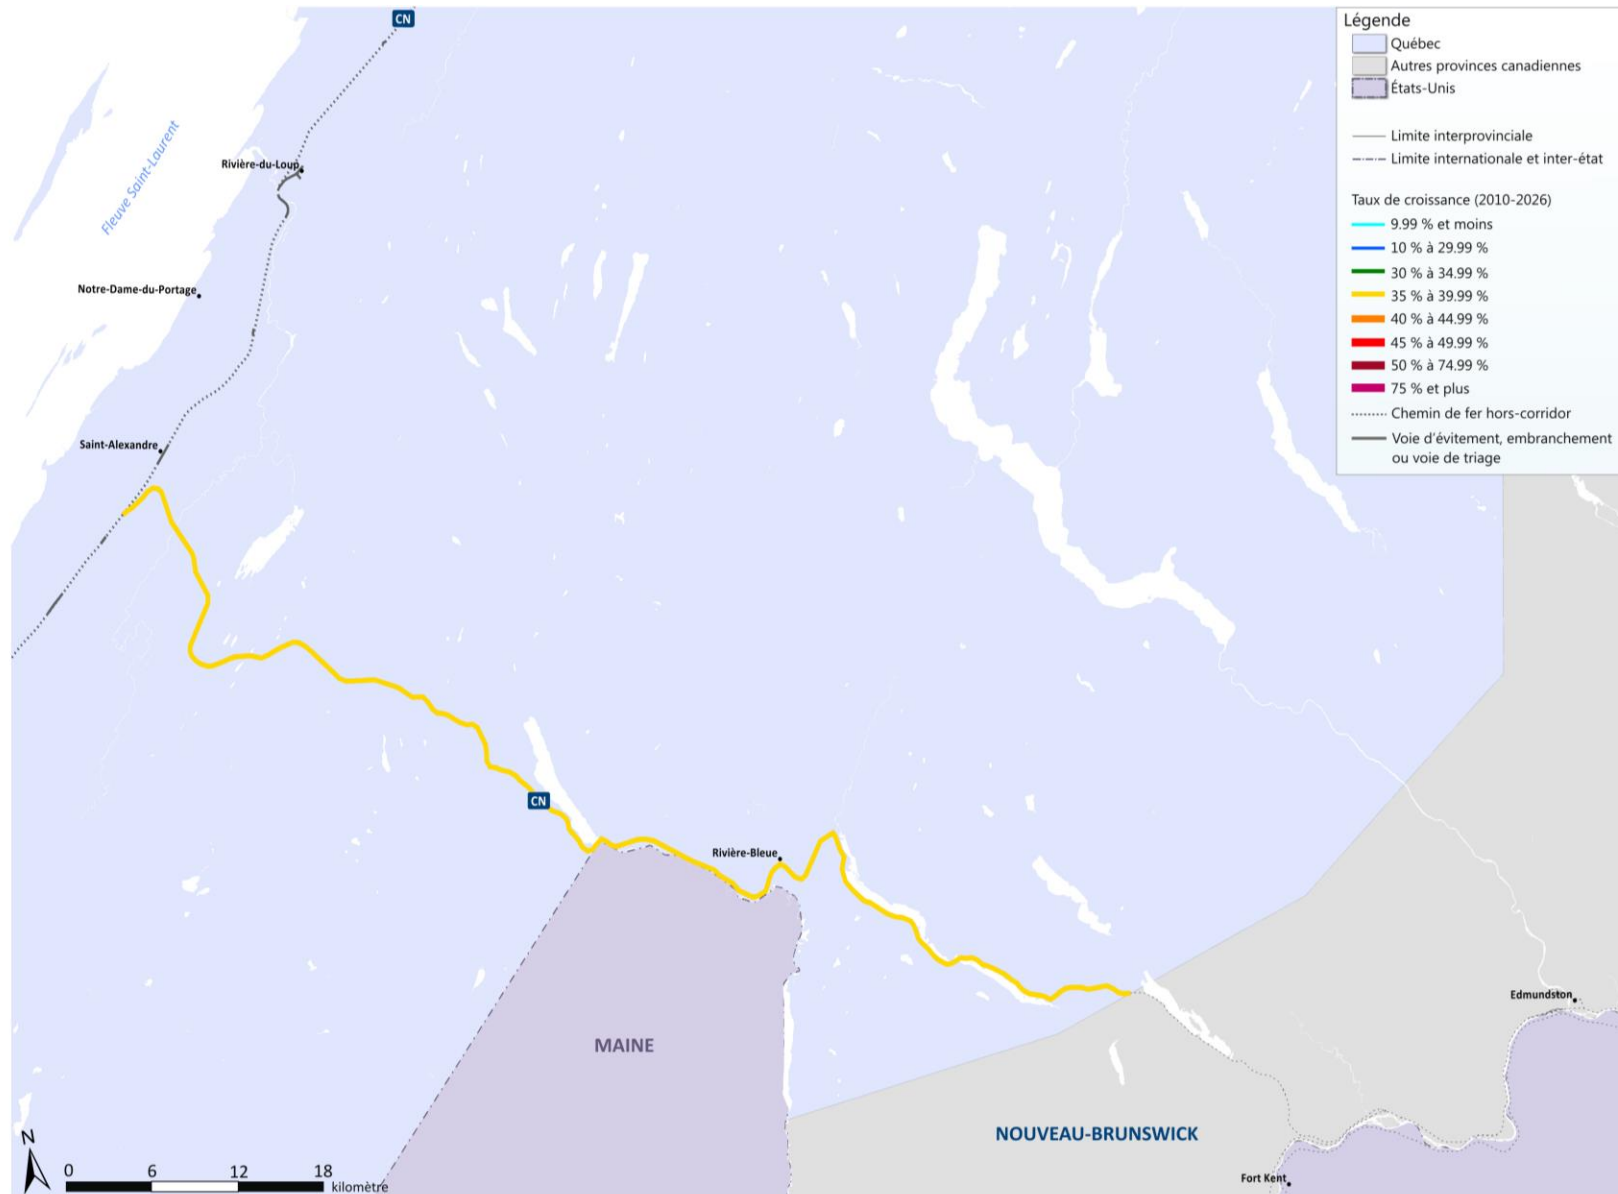 CN
Fleuve Saint-Laurent
Rivière-du-Loup
Notre-Dame-du-Portage
Saint-Alexandre
CN
Rivière-Bleue
MAINE
NOUVEAU-BRUNSWICK
Edmundston
Fort Kent
N
0 6 12 18
kilomètre
Légende
Québec
Autres provinces canadiennes
États-Unis
Limite interprovinciale
Limite internationale et inter-état
Taux de croissance (2010-2026)
9.99 % et moins
10 % à 29.99 %
30 % à 34.99 %
35 % à 39.99 %
40 % à 44.99 %
45 % à 49.99 %
50 % à 74.99 %
75 % et plus
Chemin de fer hors-corridor
Voie d'évitement, embranchement
ou voie de triage